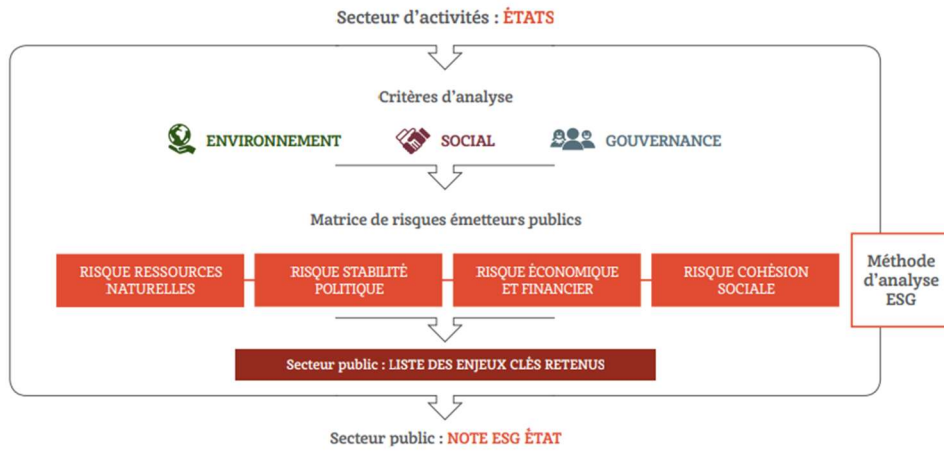 Secteur d'activités : ÉTATS
Critères d'analyse
ENVIRONNEMENT
SOCIAL
GOUVERNANCE
Matrice de risques émetteurs publics
RISQUE RESSOURCES
NATURELLES
RISQUE STABILITÉ
POLITIQUE
RISQUE ÉCONOMIQUE
ET FINANCIER
RISQUE COHÉSION
SOCIALE
Méthode
d'analyse
ESG
Secteur public : LISTE DES ENJEUX CLÉS RETENUS
Secteur public : NOTE ESG ÉTAT